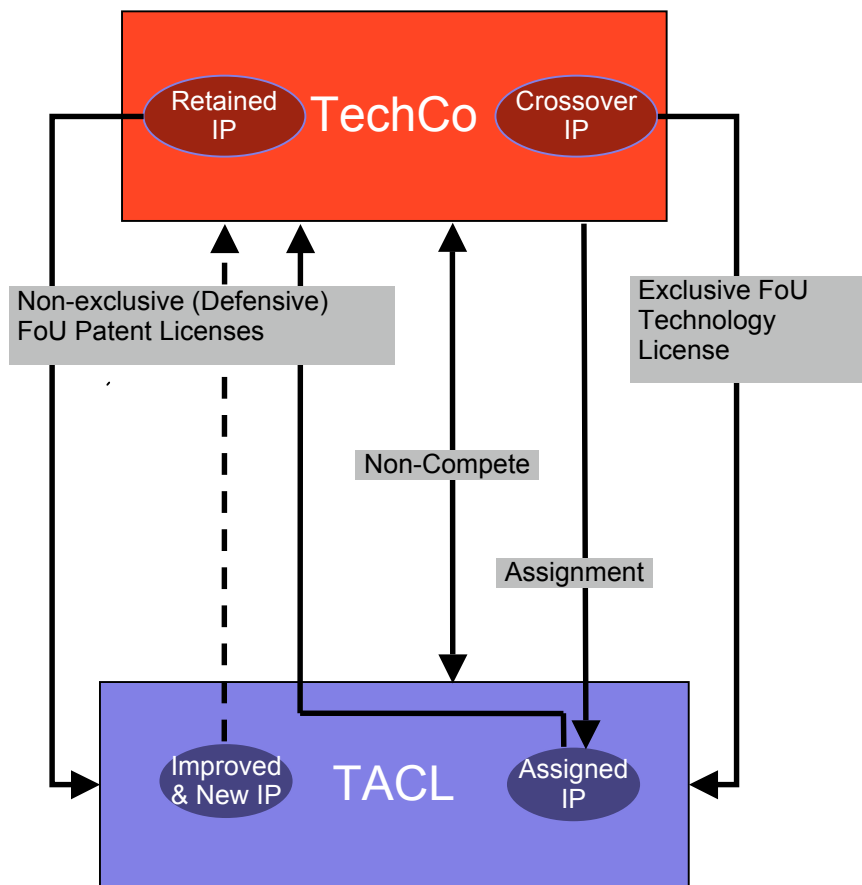 Retained
IP
TechCo
Crossover
IP
Non-exclusive (Defensive)
FoU Patent Licenses
Exclusive FoU
Technology
License
Non-Compete
Assignment
Improved
& New IP
TACL
Assigned
IP